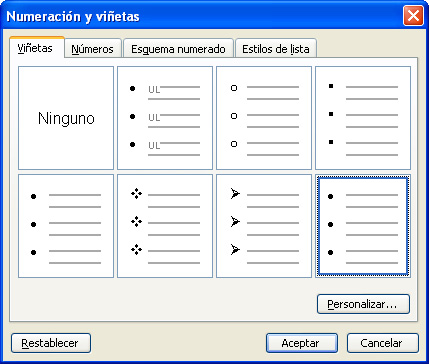 Numeración y viñetas
Viñetas Números Esquema numerado Estilos de lista
Ninguno
UL
UL
UL
Personalizar...
Restablecer Aceptar Cancelar